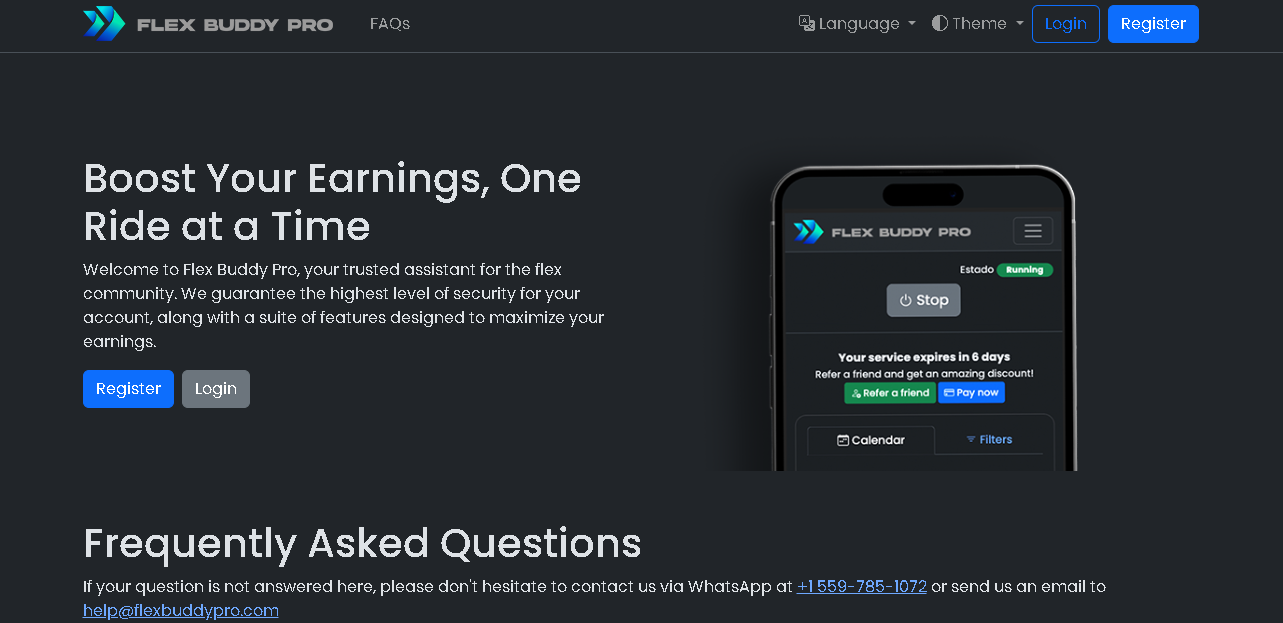 FLEX BUDDY PRO
FAQs
Language
Theme
Login
Register
Boost Your Earnings, One
Ride at a Time
Welcome to Flex Buddy Pro, your trusted assistant for the flex
community. We guarantee the highest level of security for your
account, along with a suite of features designed to maximize your
earnings.
Register
Login
FLEX BUDDY PRO
Estado Running
Stop
Your service expires in 6 days
Refer a friend and get an amazing discount!
Refer a friend
Pay now
Calendar
Filters
Frequently Asked Questions
If your question is not answered here, please don't hesitate to contact us via WhatsApp at +1 559-785-1072 or send us an email to
help@flexbuddypro.com